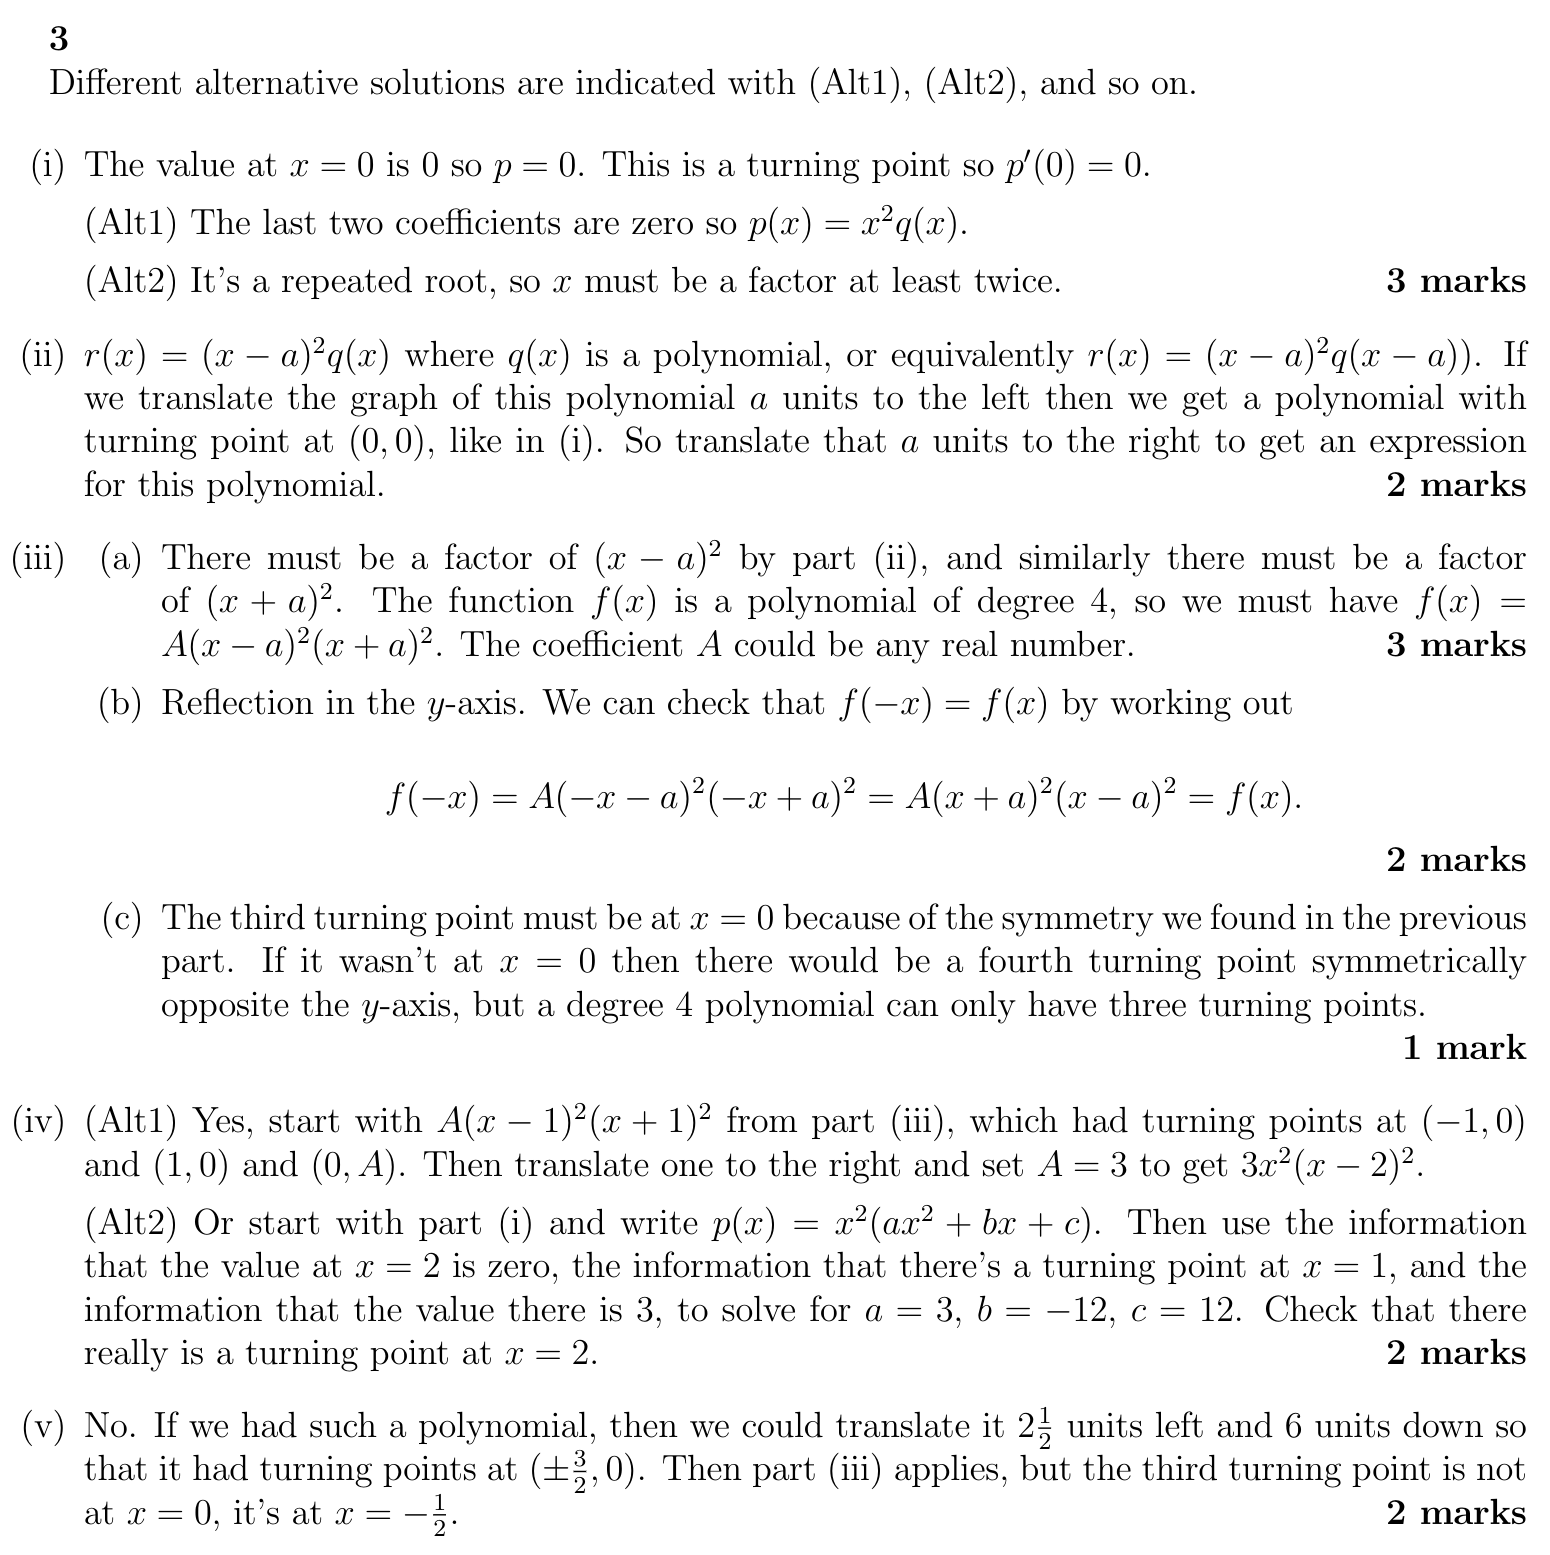 3
Different alternative solutions are indicated with (Alt1), (Alt2), and so on.
(i) The value at x = 0 is 0 so p = 0. This is a turning point so p′(0) = 0.
(Alt1) The last two coefficients are zero so p(x) = x²q(x).
(Alt2) It's a repeated root, so x must be a factor at least twice. 3 marks
(ii) r(x) = (x − a)²q(x) where q(x) is a polynomial, or equivalently r(x) = (x − a)²q(x − a)). If
we translate the graph of this polynomial a units to the left then we get a polynomial with
turning point at (0, 0), like in (i). So translate that a units to the right to get an expression
for this polynomial. 2 marks
(iii) (a) There must be a factor of (x − a)² by part (ii), and similarly there must be a factor
of (x + a)². The function f(x) is a polynomial of degree 4, so we must have f(x) =
A(x − a)²(x + a)². The coefficient A could be any real number. 3 marks
(b) Reflection in the y-axis. We can check that f(−x) = f(x) by working out
f(−x) = A(−x − a)²(−x + a)² = A(x + a)²(x − a)² = f(x).
2 marks
(c) The third turning point must be at x = 0 because of the symmetry we found in the previous
part. If it wasn't at x = 0 then there would be a fourth turning point symmetrically
opposite the y-axis, but a degree 4 polynomial can only have three turning points.
1 mark
(iv) (Alt1) Yes, start with A(x − 1)²(x + 1)² from part (iii), which had turning points at (−1, 0)
and (1, 0) and (0, A). Then translate one to the right and set A = 3 to get 3x²(x − 2)².
(Alt2) Or start with part (i) and write p(x) = x²(ax² + bx + c). Then use the information
that the value at x = 2 is zero, the information that there's a turning point at x = 1, and the
information that the value there is 3, to solve for a = 3, b = −12, c = 12. Check that there
really is a turning point at x = 2. 2 marks
(v) No. If we had such a polynomial, then we could translate it 2½ units left and 6 units down so
that it had turning points at (±3/2, 0). Then part (iii) applies, but the third turning point is not
at x = 0, it's at x = −½. 2 marks